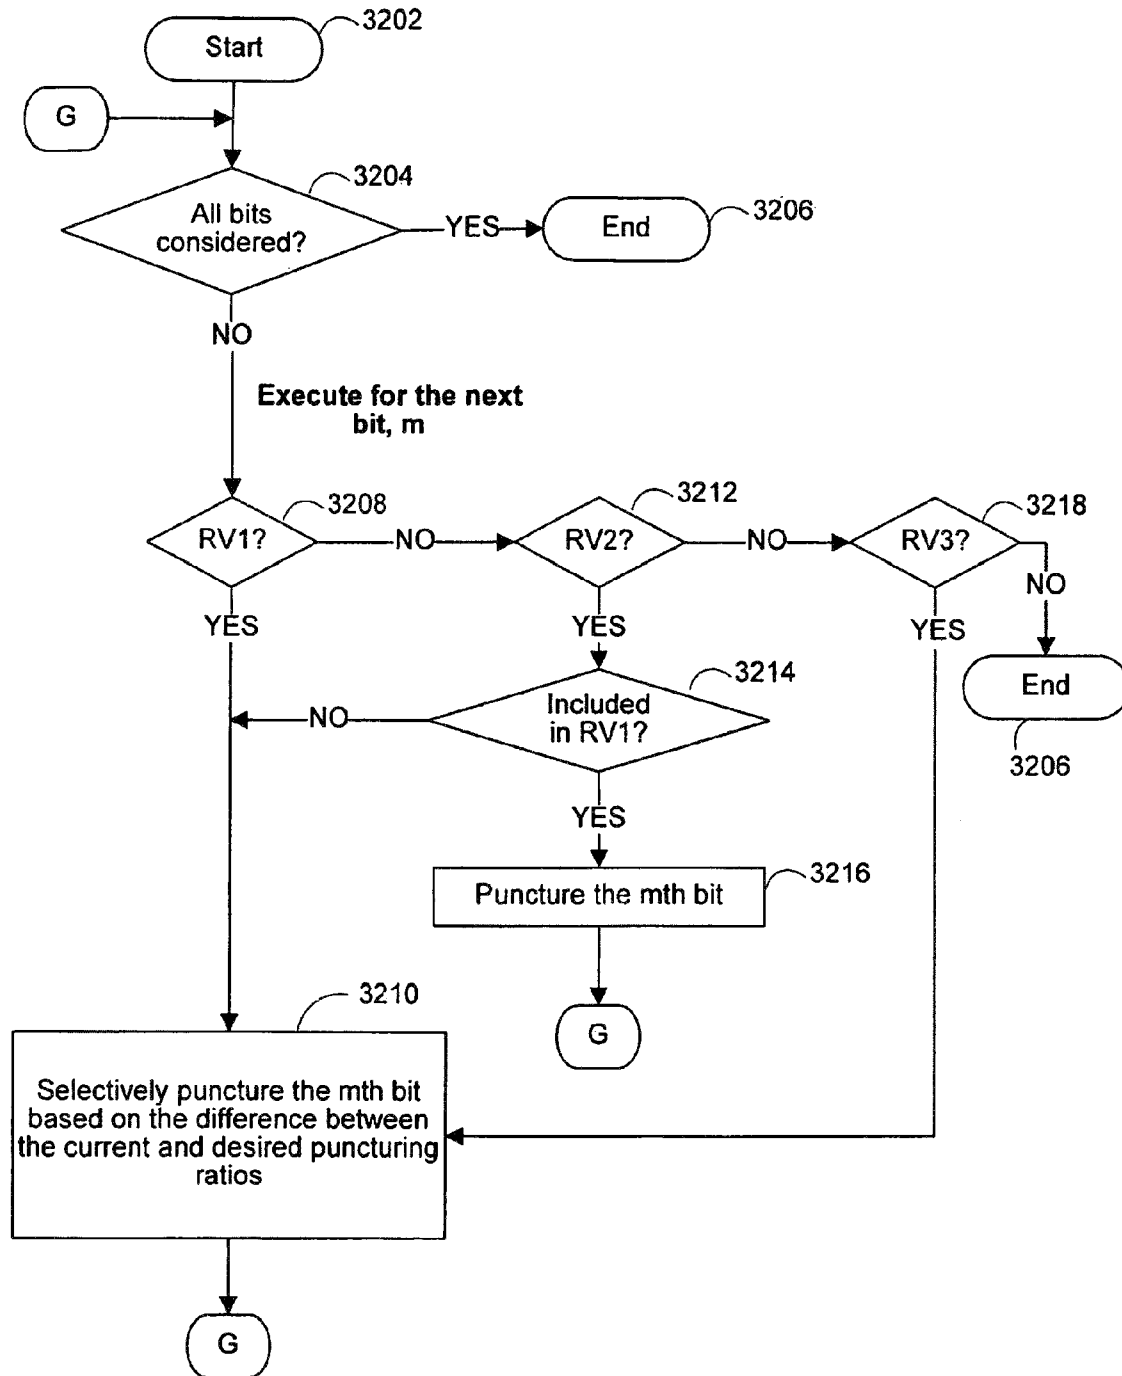 3202
Start
G
3204
All bits
considered?
YES
End
3206
NO
Execute for the next
bit, m
3208
RV1?
NO
3212
RV2?
NO
3218
RV3?
NO
YES
YES
YES
End
3206
3214
Included
in RV1?
NO
YES
3216
Puncture the mth bit
G
3210
Selectively puncture the mth bit
based on the difference between
the current and desired puncturing
ratios
G